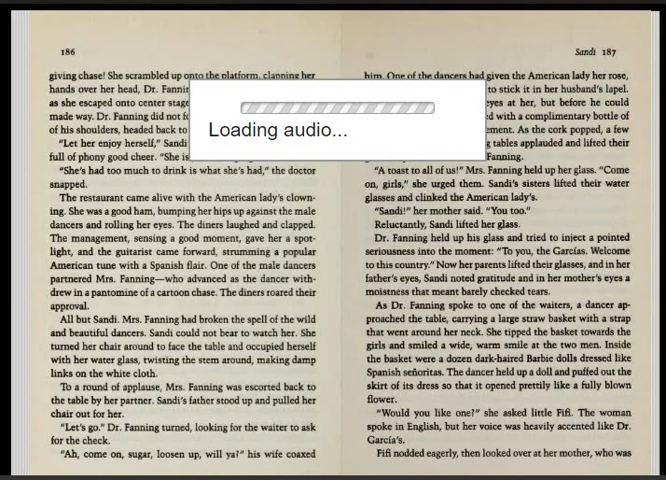 186
giving chase! She scrambled up onto the platform, clapping her
hands over her head, Dr. Fannin
as she escaped onto center stage
made way. Dr. Fanning did not fo
of his shoulders, headed back to
"Let her enjoy herself," Sandi
full of phony good cheer. "She is
"She's had too much to drink is what she's had," the doctor
snapped.
The restaurant came alive with the American lady's clown-
ing. She was a good ham, bumping her hips up against the male
dancers and rolling her eyes. The diners laughed and clapped.
The management, sensing a good moment, gave her a spot-
light, and the guitarist came forward, strumming a popular
American tune with a Spanish flair. One of the male dancers
partnered Mrs. Fanning—who advanced as the dancer with-
drew in a pantomine of a cartoon chase. The diners roared their
approval.
All but Sandi. Mrs. Fanning had broken the spell of the wild
and beautiful dancers. Sandi could not bear to watch her. She
turned her chair around to face the table and occupied herself
with her water glass, twisting the stem around, making damp
links on the white cloth.
To a round of applause, Mrs. Fanning was escorted back to
the table by her partner. Sandi's father stood up and pulled her
chair out for her.
"Let's go." Dr. Fanning turned, looking for the waiter to ask
for the check.
"Ah, come on, sugar, loosen up, will ya?" his wife coaxed
Sandi 187
him. One of the dancers had given the American lady her rose,
to stick it in her husband's lapel.
eyes at her, but before he could
d with a complimentary bottle of
ement. As the cork popped, a few
g tables applauded and lifted their
Fanning.
"A toast to all of us!" Mrs. Fanning held up her glass. "Come
on, girls," she urged them. Sandi's sisters lifted their water
glasses and clinked the American lady's.
"Sandi!" her mother said. "You too."
Reluctantly, Sandi lifted her glass.
Dr. Fanning held up his glass and tried to inject a pointed
seriousness into the moment: "To you, the Garcías. Welcome
to this country." Now her parents lifted their glasses, and in her
father's eyes, Sandi noted gratitude and in her mother's eyes a
moistness that meant barely checked tears.
As Dr. Fanning spoke to one of the waiters, a dancer ap-
proached the table, carrying a large straw basket with a strap
that went around her neck. She tipped the basket towards the
girls and smiled a wide, warm smile at the two men. Inside
the basket were a dozen dark-haired Barbie dolls dressed like
Spanish señoritas. The dancer held up a doll and puffed out the
skirt of its dress so that it opened prettily like a fully blown
flower.
"Would you like one?" she asked little Fifi. The woman
spoke in English, but her voice was heavily accented like Dr.
García's.
Fifi nodded eagerly, then looked over at her mother, who was
Loading audio...